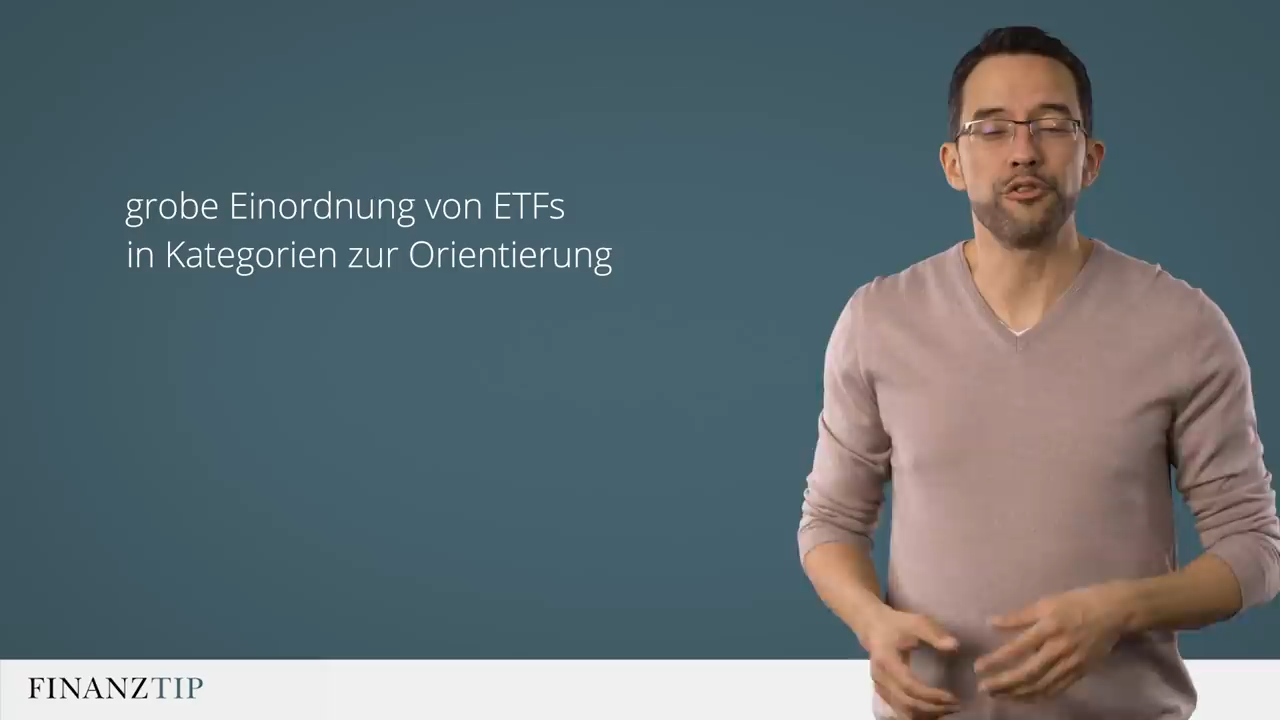 grobe Einordnung von ETFs
in Kategorien zur Orientierung
FINANZTIP